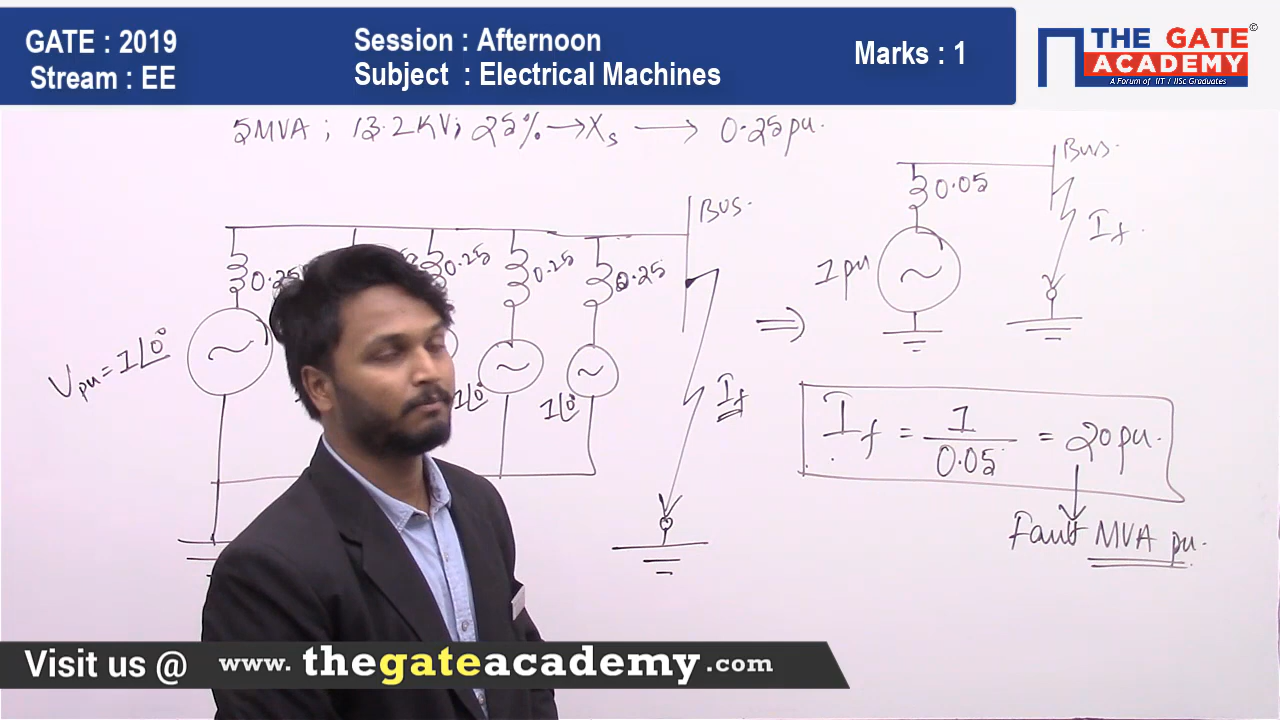 GATE : 2019
Stream : EE
Session : Afternoon
Subject : Electrical Machines
Marks : 1
THE GATE
ACADEMY
©
A Forum of IIT / IISc Graduates
5MVA ; 13.2KV; 25% → Xs → 0.25pu.
Bus.
0.05
If.
1pu
⇒
BUS.
0.25
0.25
0.25
0.25
Vpu = 1∠0°
1∠0°
1∠0°
If
If = 1/0.05 = 20pu.
Fault MVA pu.
Visit us @ www.thegateacademy.com